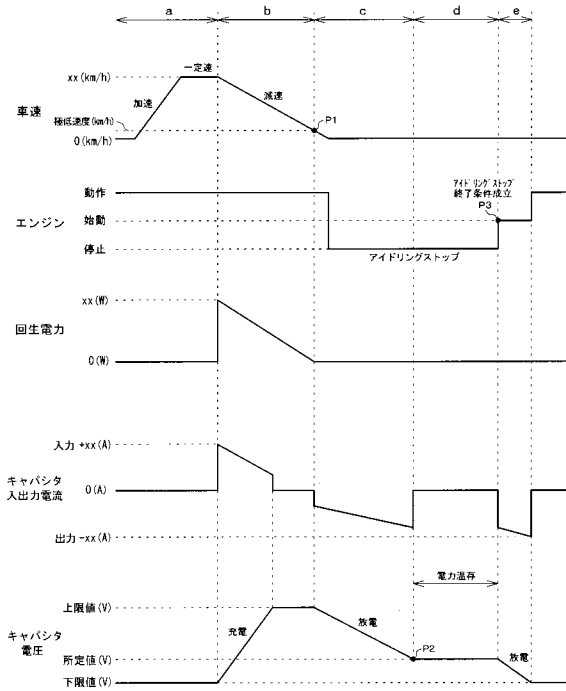 a b c d e
車速
xx(km/h)
一定速
加速
減速
極低速度(km/h)
P1
0(km/h)
エンジン
動作
始動
停止
ｱｲﾄﾞﾘﾝｸﾞｽﾄｯﾌﾟ
終了条件成立
P3
アイドリングストップ
回生電力
xx(W)
0(W)
キャパシタ
入出力電流
入力+xx(A)
0(A)
出力-xx(A)
電力温存
キャパシタ
電圧
上限値(V)
充電
放電
P2
所定値(V)
放電
下限値(V)